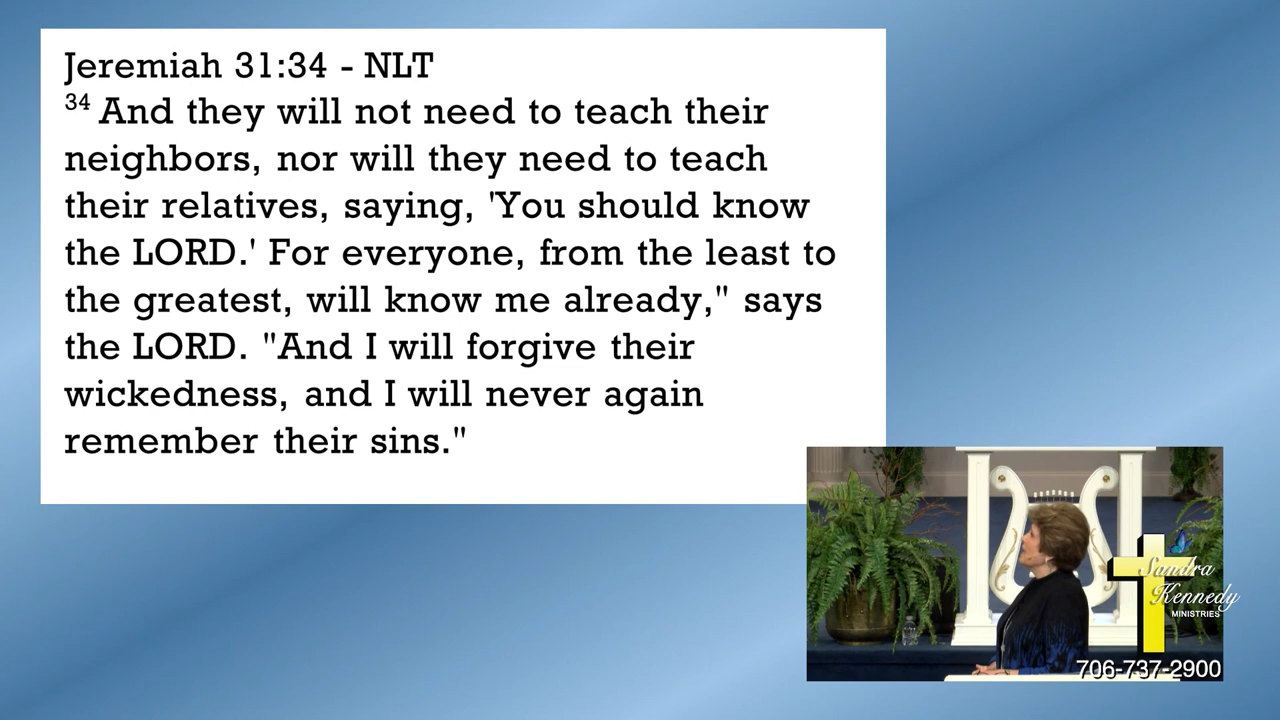 Jeremiah 31:34 - NLT
34 And they will not need to teach their
neighbors, nor will they need to teach
their relatives, saying, 'You should know
the LORD.' For everyone, from the least to
the greatest, will know me already," says
the LORD. "And I will forgive their
wickedness, and I will never again
remember their sins."
Sandra
Kennedy
MINISTRIES
706-737-2900